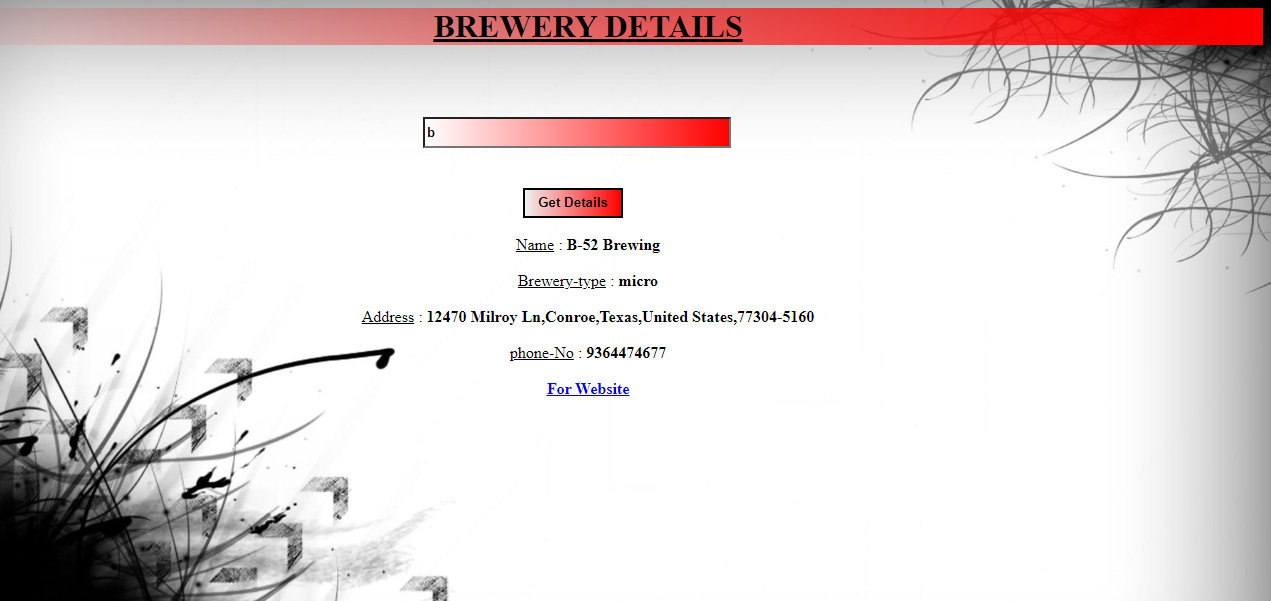 BREWERY DETAILS
b
Get Details
Name : B-52 Brewing
Brewery-type : micro
Address : 12470 Milroy Ln,Conroe,Texas,United States,77304-5160
phone-No : 9364474677
For Website